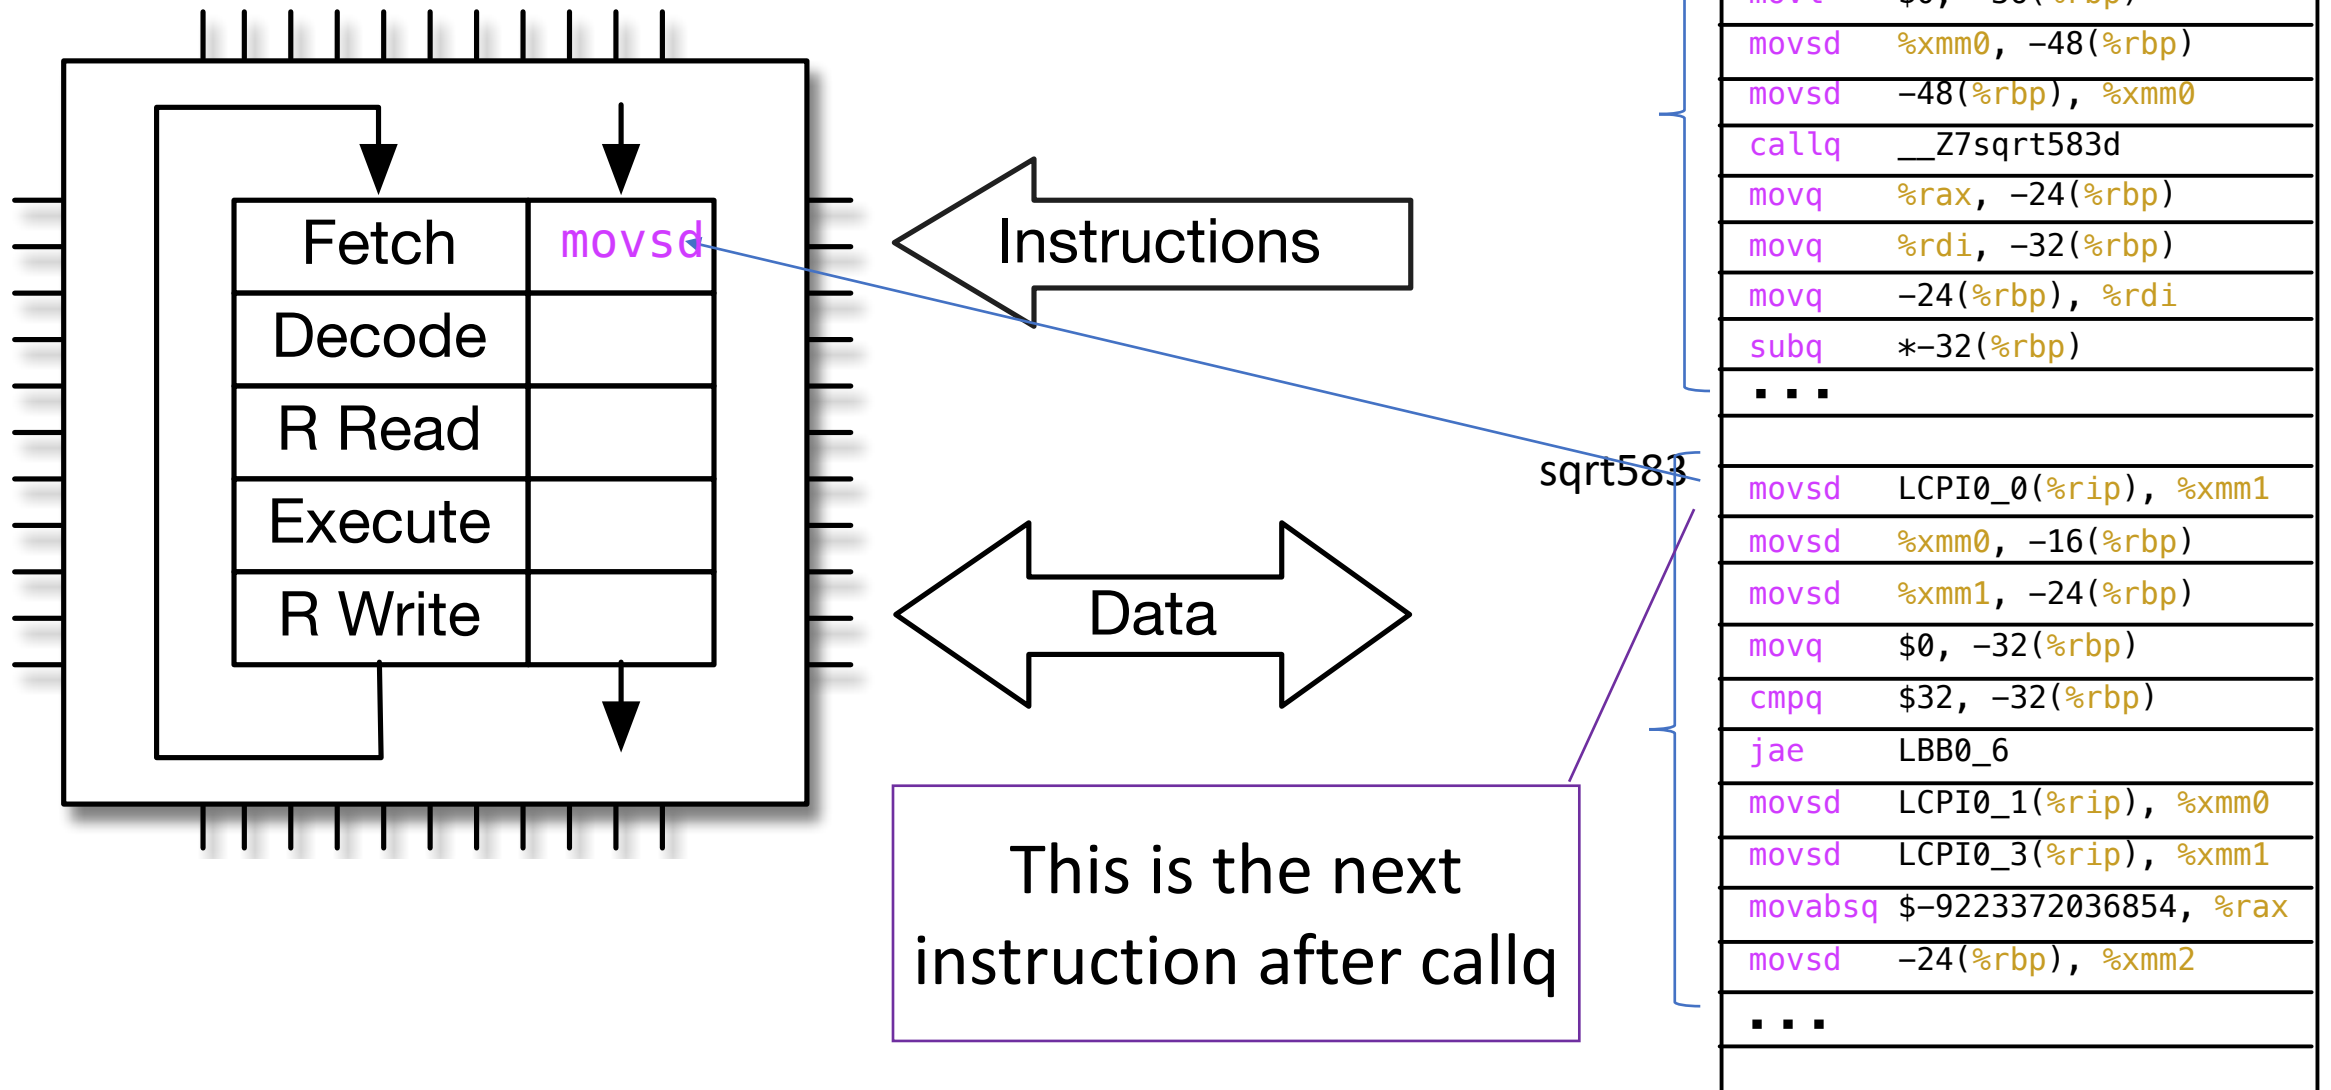 movl $0, −36(%rbp)
movsd %xmm0, −48(%rbp)
movsd −48(%rbp), %xmm0
callq __Z7sqrt583d
movq %rax, −24(%rbp)
movq %rdi, −32(%rbp)
movq −24(%rbp), %rdi
subq *−32(%rbp)
...
Fetch movsd
Decode
R Read
Execute
R Write
Instructions
Data
This is the next
instruction after callq
sqrt583
movsd LCPI0_0(%rip), %xmm1
movsd %xmm0, −16(%rbp)
movsd %xmm1, −24(%rbp)
movq $0, −32(%rbp)
cmpq $32, −32(%rbp)
jae LBB0_6
movsd LCPI0_1(%rip), %xmm0
movsd LCPI0_3(%rip), %xmm1
movabsq $−9223372036854, %rax
movsd −24(%rbp), %xmm2
...